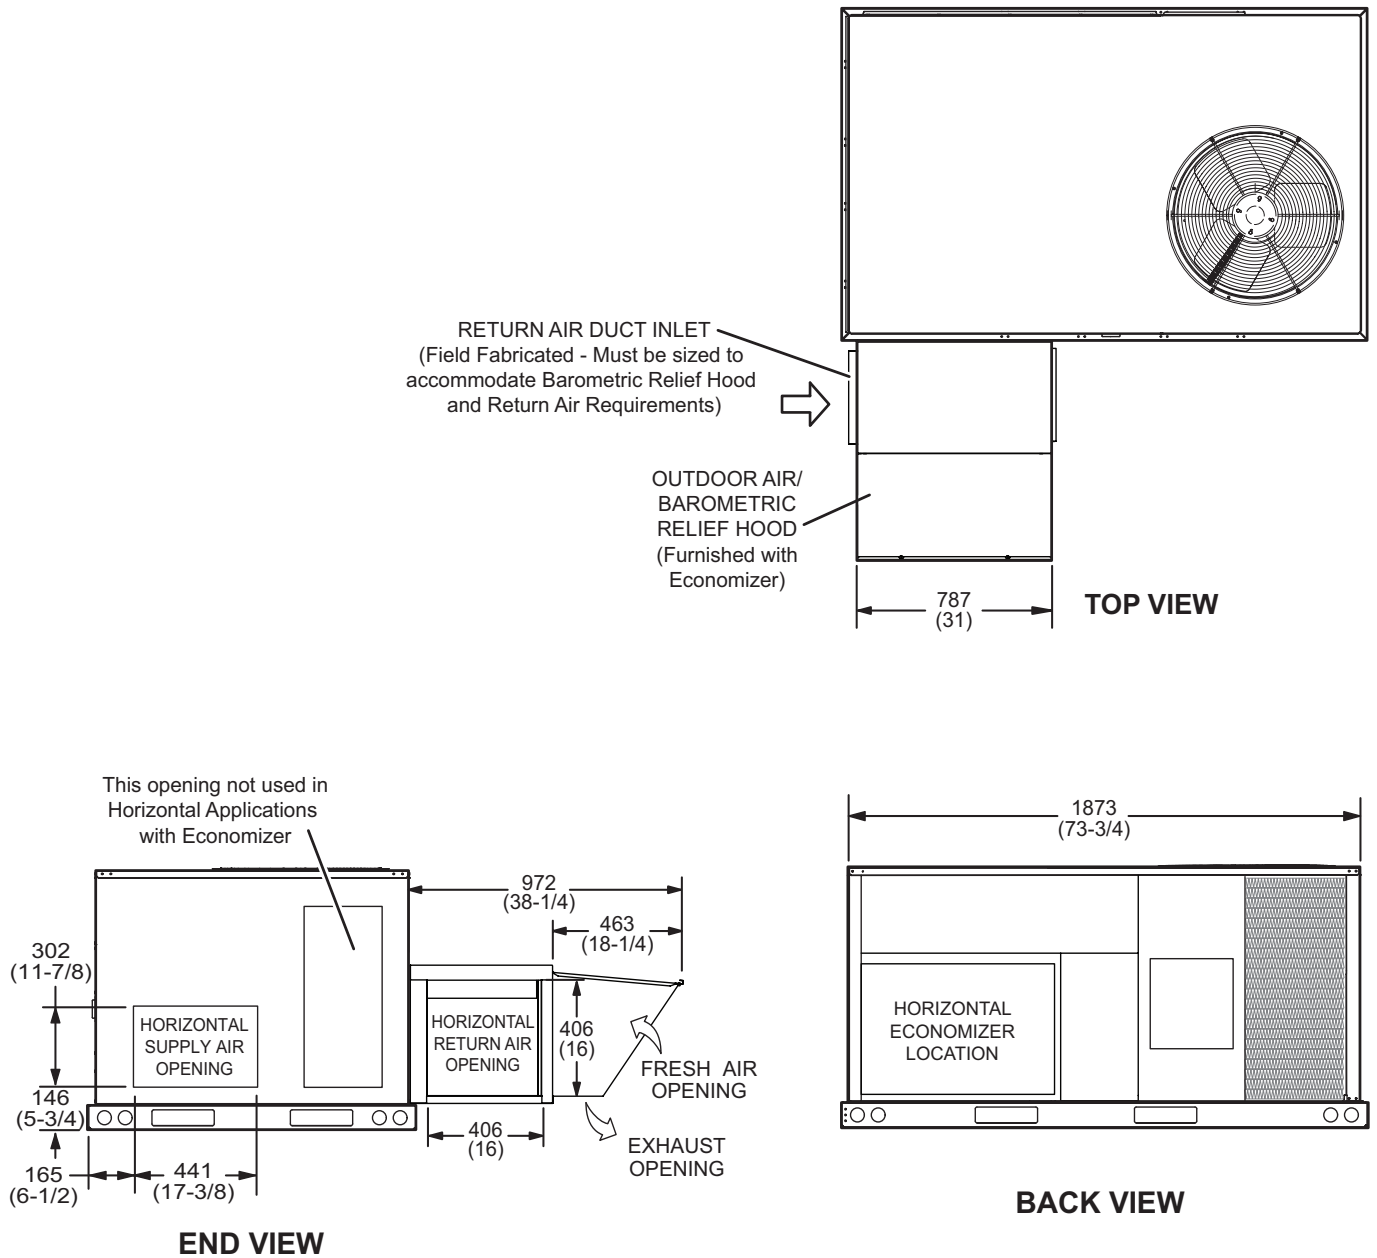 RETURN AIR DUCT INLET
(Field Fabricated - Must be sized to
accommodate Barometric Relief Hood
and Return Air Requirements)
OUTDOOR AIR/
BAROMETRIC
RELIEF HOOD
(Furnished with
Economizer)
787
(31)
TOP VIEW
This opening not used in
Horizontal Applications
with Economizer
972
(38-1/4)
463
(18-1/4)
302
(11-7/8)
HORIZONTAL
SUPPLY AIR
OPENING
HORIZONTAL
RETURN AIR
OPENING
406
(16)
FRESH AIR
OPENING
146
(5-3/4)
406
(16)
EXHAUST
OPENING
165
(6-1/2)
441
(17-3/8)
END VIEW
1873
(73-3/4)
HORIZONTAL
ECONOMIZER
LOCATION
BACK VIEW